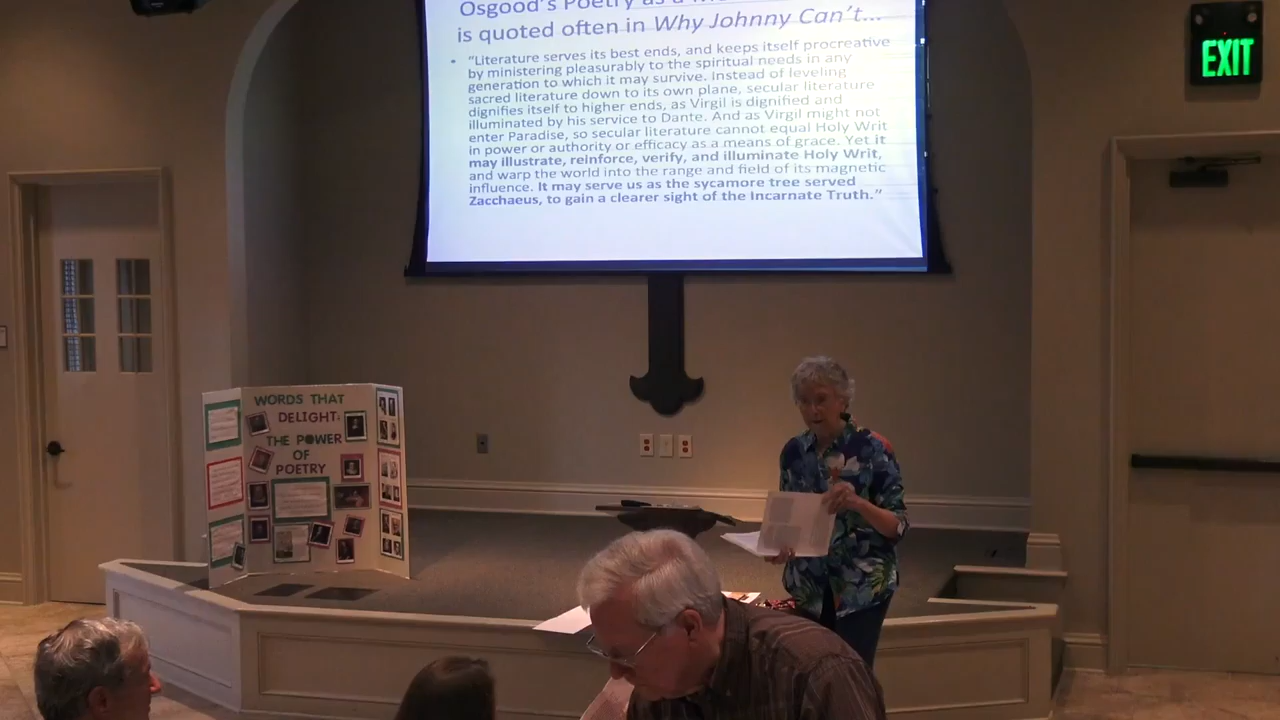 Osgood's Poetry as a
is quoted often in Why Johnny Can't...
• "Literature serves its best ends, and keeps itself procreative
by ministering pleasurably to the spiritual needs in any
generation to which it may survive. Instead of leveling
sacred literature down to its own plane, secular literature
dignifies itself to higher ends, as Virgil is dignified and
illuminated by his service to Dante. And as Virgil might not
enter Paradise, so secular literature cannot equal Holy Writ
in power or authority or efficacy as a means of grace. Yet it
may illustrate, reinforce, verify, and illuminate Holy Writ,
and warp the world into the range and field of its magnetic
influence. It may serve us as the sycamore tree served
Zacchaeus, to gain a clearer sight of the Incarnate Truth."
EXIT
WORDS THAT
DELIGHT:
THE POWER
OF
POETRY